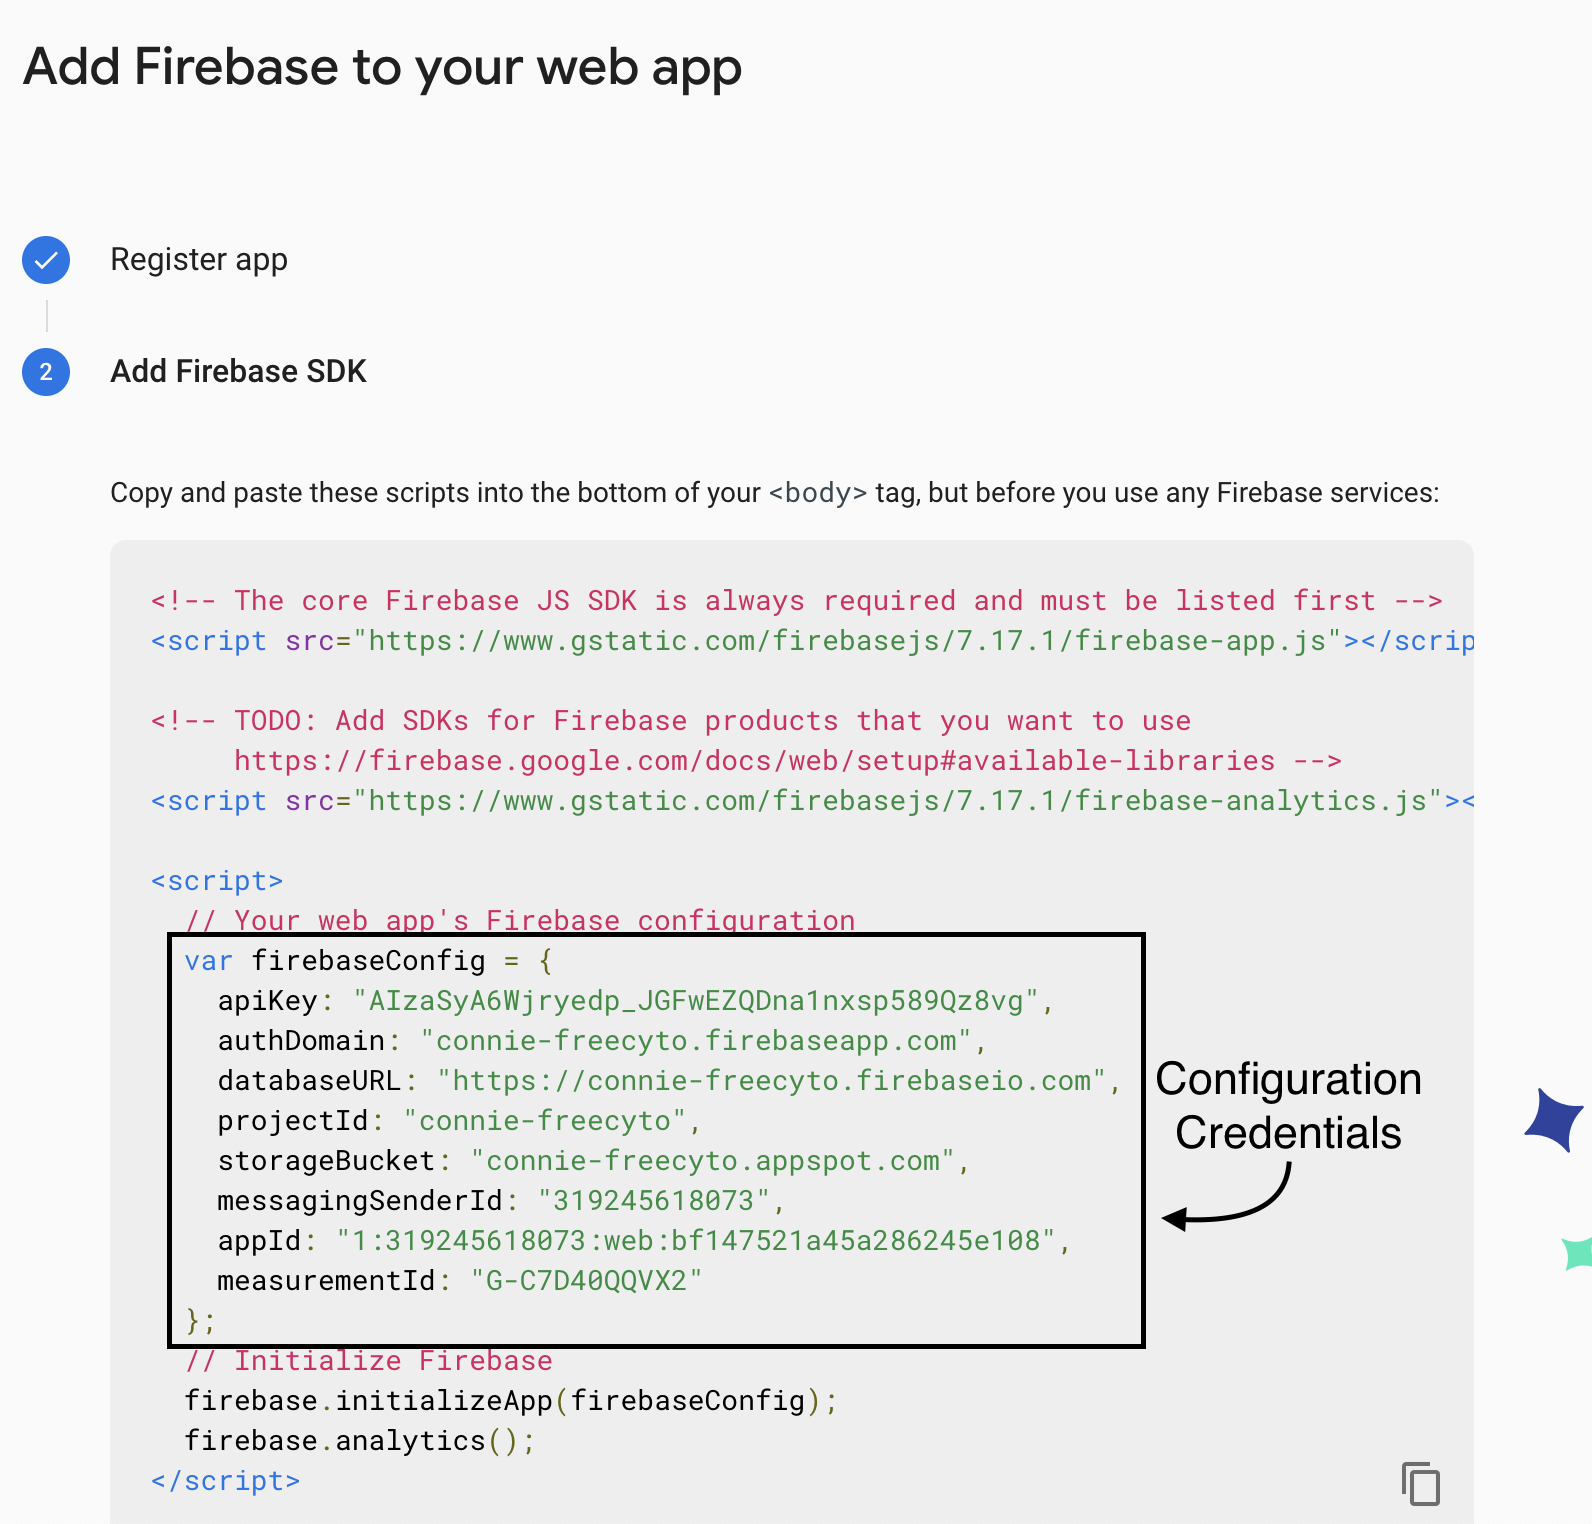 Add Firebase to your web app
Register app
2
Add Firebase SDK
Copy and paste these scripts into the bottom of your <body> tag, but before you use any Firebase services:
<!-- The core Firebase JS SDK is always required and must be listed first -->
<script src="https://www.gstatic.com/firebasejs/7.17.1/firebase-app.js"></scrip
<!-- TODO: Add SDKs for Firebase products that you want to use
https://firebase.google.com/docs/web/setup#available-libraries -->
<script src="https://www.gstatic.com/firebasejs/7.17.1/firebase-analytics.js"><
<script>
// Your web app's Firebase configuration
var firebaseConfig = {
apiKey: "AIzaSyA6Wjryedp_JGFwEZQDna1nxsp589Qz8vg",
authDomain: "connie-freecyto.firebaseapp.com",
databaseURL: "https://connie-freecyto.firebaseio.com",
projectId: "connie-freecyto",
storageBucket: "connie-freecyto.appspot.com",
messagingSenderId: "319245618073",
appId: "1:319245618073:web:bf147521a45a286245e108",
measurementId: "G-C7D40QQVX2"
};
Configuration
Credentials
// Initialize Firebase
firebase.initializeApp(firebaseConfig);
firebase.analytics();
</script>